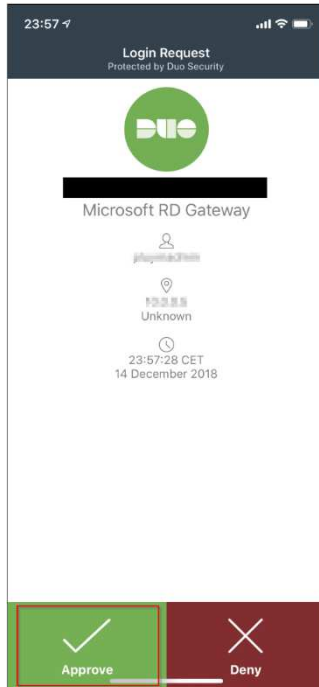 23:57
Login Request
Protected by Duo Security
DUO
Microsoft RD Gateway
Unknown
23:57:28 CET
14 December 2018
Approve
Deny